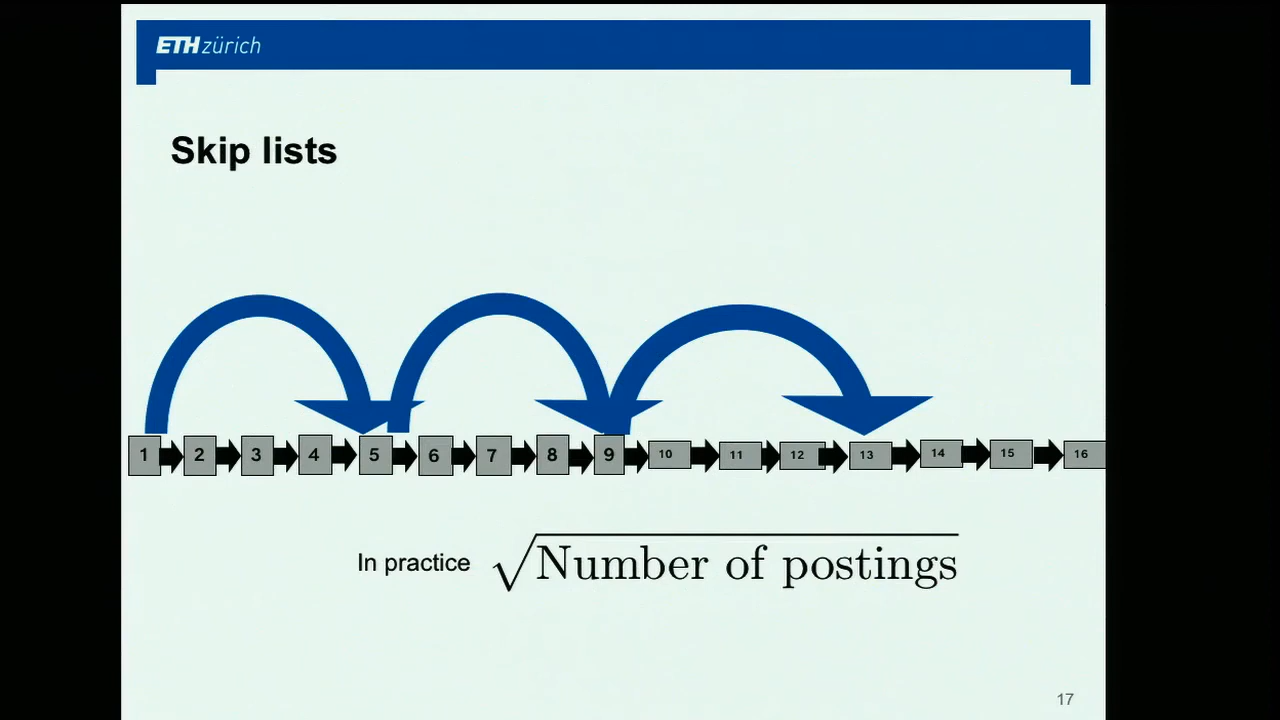 ETH zürich
Skip lists
1 2 3 4 5 6 7 8 9 10 11 12 13 14 15 16
In practice √Number of postings
17